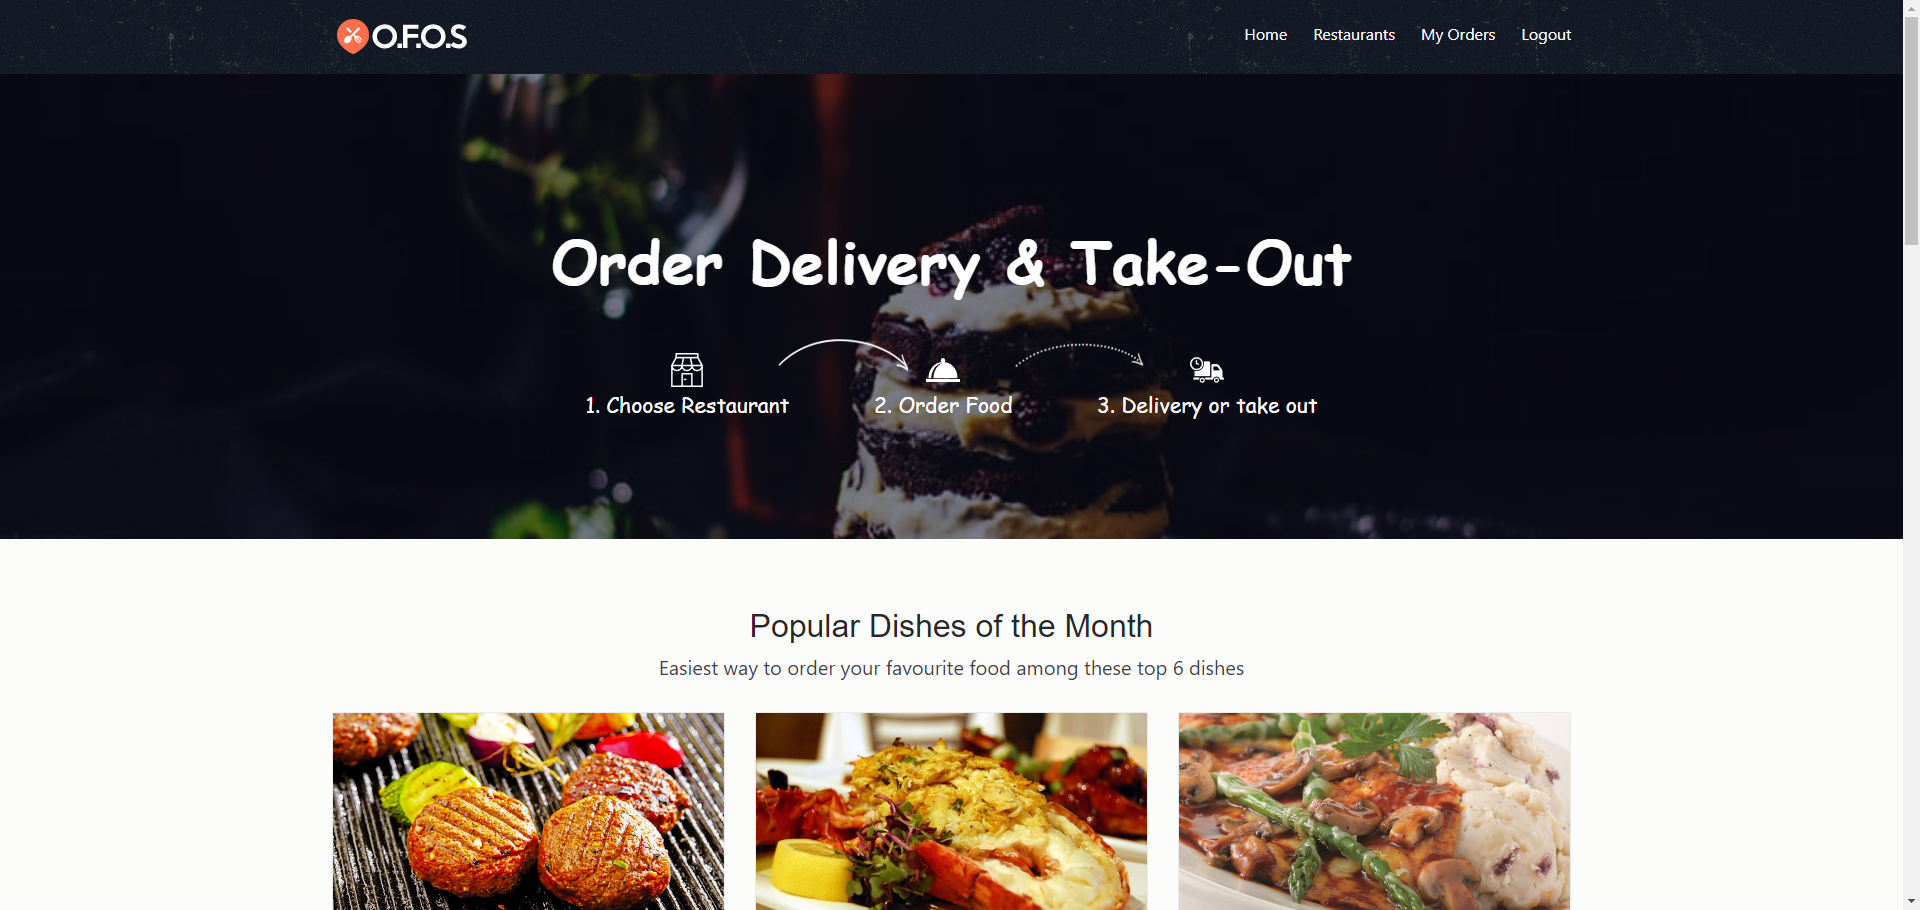 O.F.O.S
Home Restaurants My Orders Logout
Order Delivery & Take-Out
1. Choose Restaurant 2. Order Food 3. Delivery or take out
Popular Dishes of the Month
Easiest way to order your favourite food among these top 6 dishes